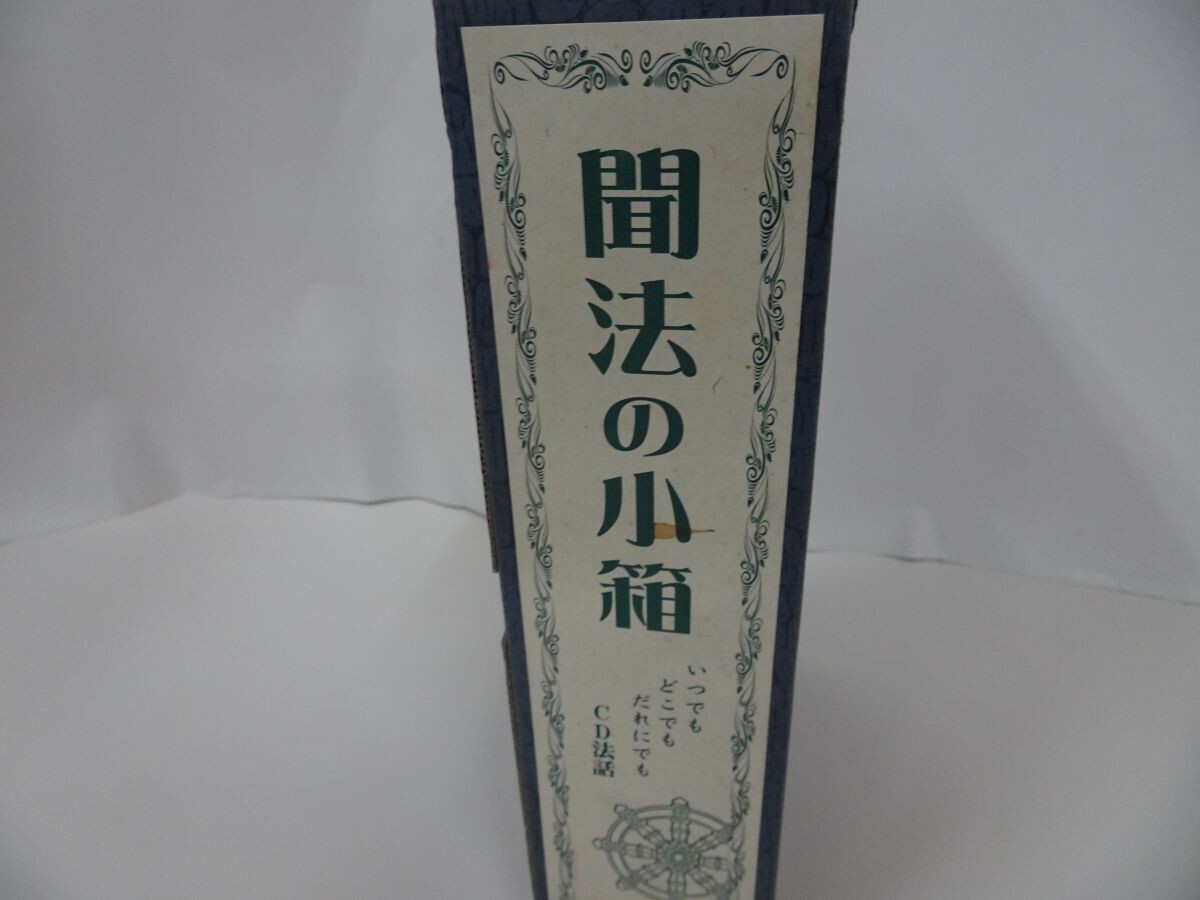 聞法の小箱
いつでも
どこでも
だれにでも
CD法話